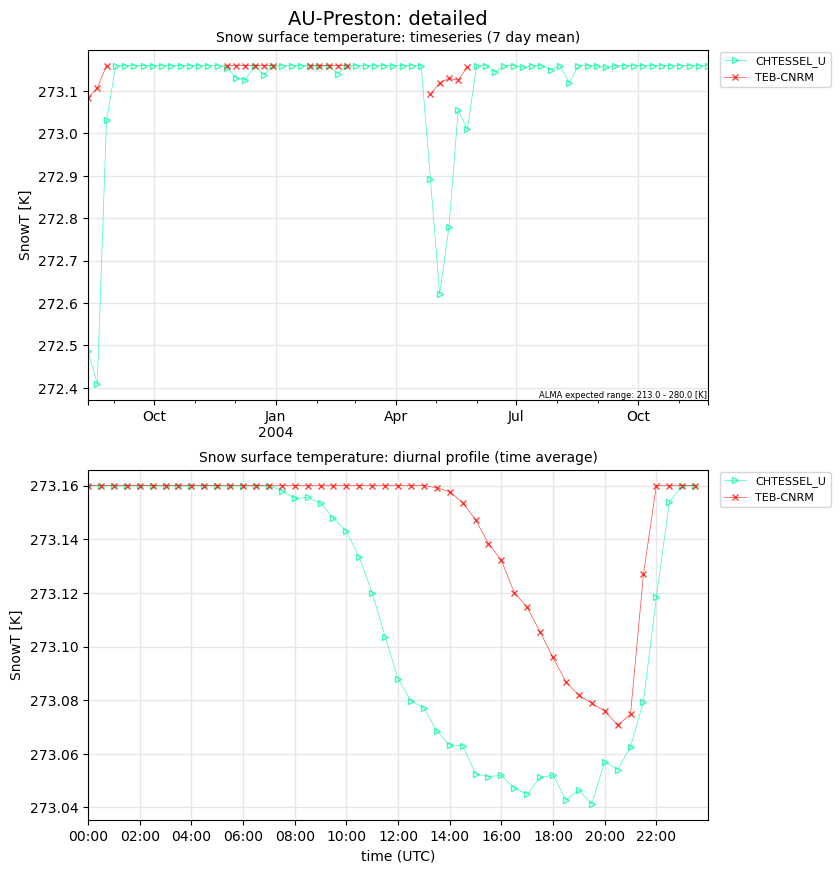 AU-Preston: detailed
Snow surface temperature: timeseries (7 day mean)
CHTESSEL_U
TEB-CNRM
SnowT [K]
273.1
273.0
272.9
272.8
272.7
272.6
272.5
272.4
ALMA expected range: 213.0 - 280.0 [K]
Oct
Jan
2004
Apr
Jul
Oct
Snow surface temperature: diurnal profile (time average)
CHTESSEL_U
TEB-CNRM
SnowT [K]
273.16
273.14
273.12
273.10
273.08
273.06
273.04
00:00 02:00 04:00 06:00 08:00 10:00 12:00 14:00 16:00 18:00 20:00 22:00
time (UTC)